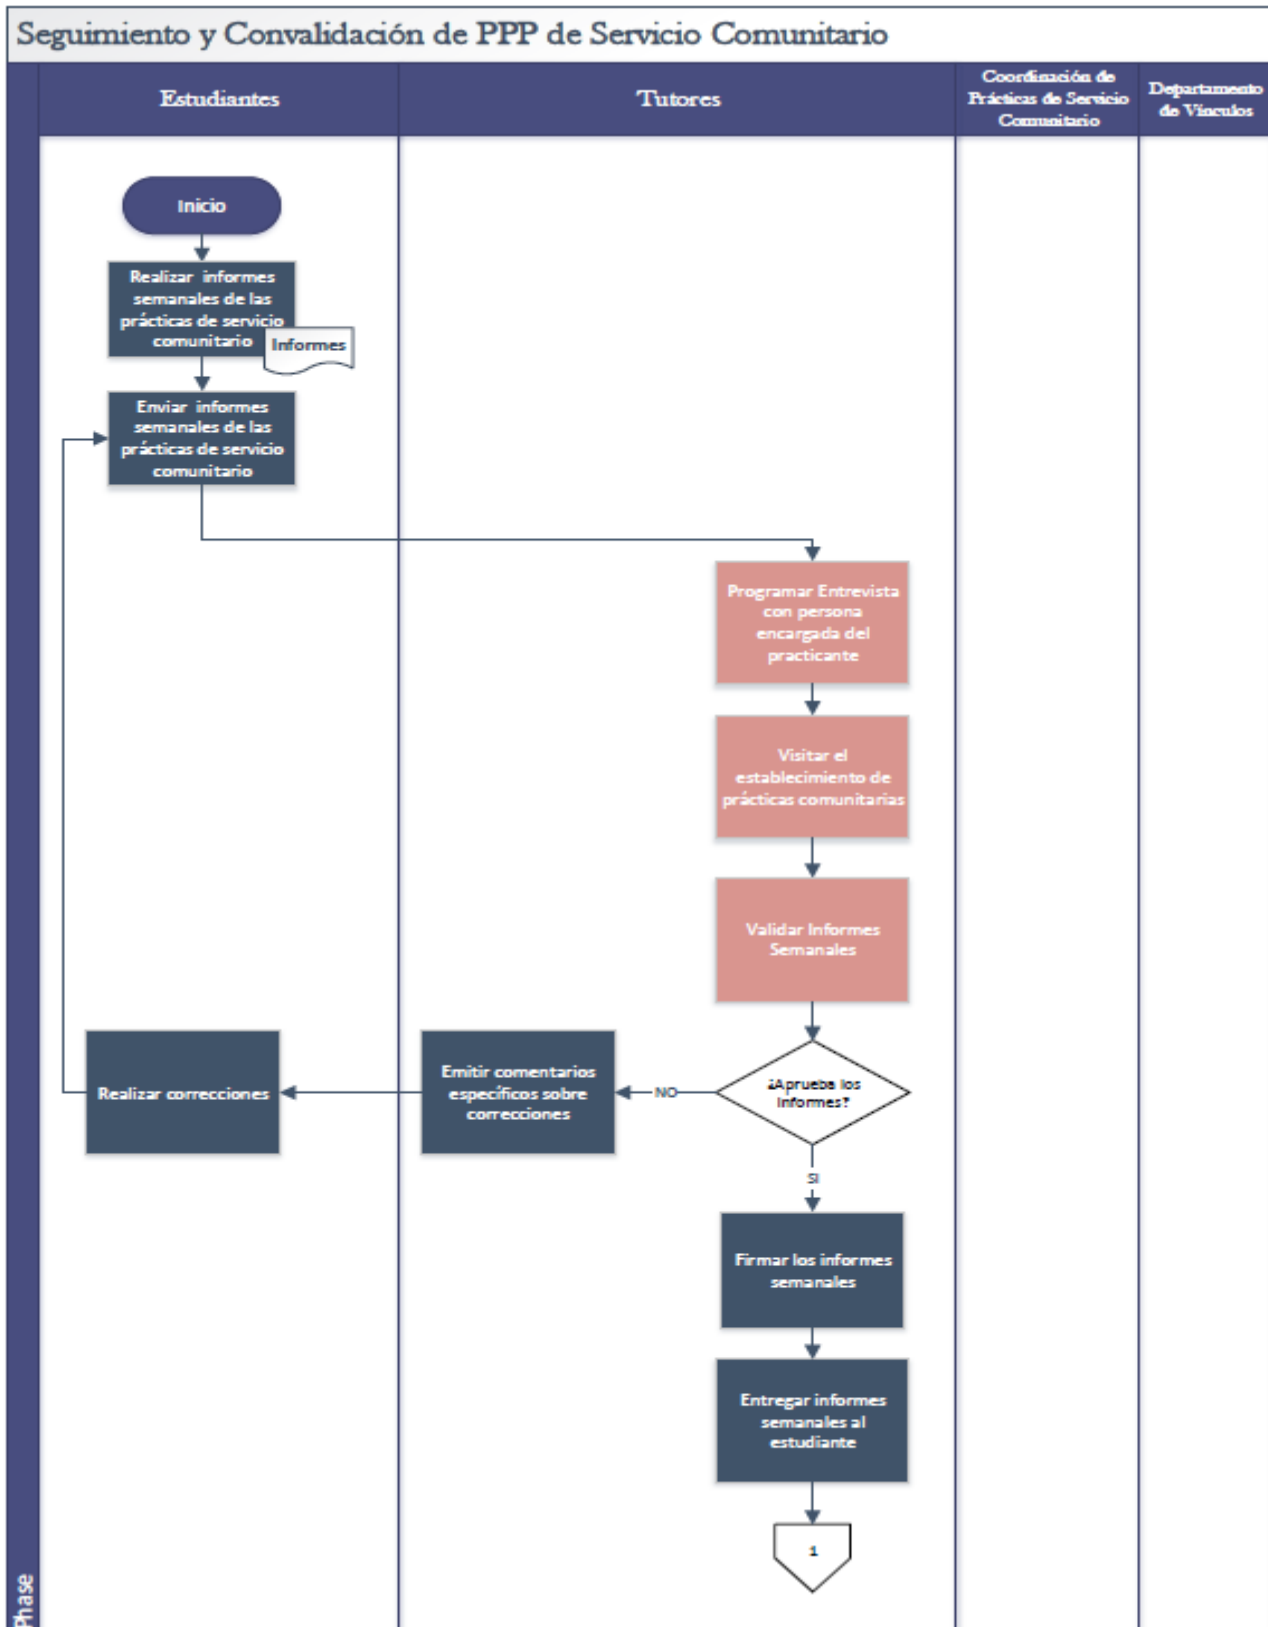 Seguimiento y Convalidación de PPP de Servicio Comunitario
Estudiantes
Tutores
Coordinación de
Prácticas de Servicio
Comunitario
Departamento
de Vínculos
Inicio
Realizar informes
semanales de las
prácticas de servicio
comunitario
Informes
Enviar informes
semanales de las
prácticas de servicio
comunitario
Programar Entrevista
con persona
encargada del
practicante
Visitar el
establecimiento de
prácticas comunitarias
Validar Informes
Semanales
¿Aprueba los
Informes?
NO
Emitir comentarios
específicos sobre
correcciones
Realizar correcciones
SI
Firmar los informes
semanales
Entregar informes
semanales al
estudiante
1
Phase